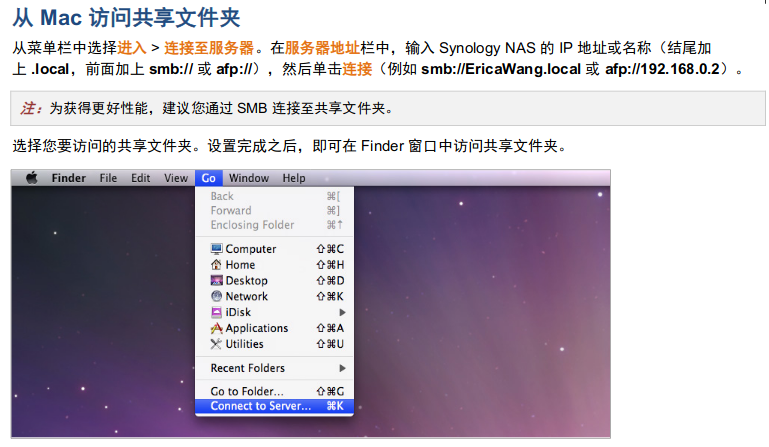 从 Mac 访问共享文件夹
从菜单栏中选择进入 > 连接至服务器。在服务器地址栏中，输入 Synology NAS 的 IP 地址或名称（结尾加
上 .local，前面加上 smb:// 或 afp://），然后单击连接（例如 smb://EricaWang.local 或 afp://192.168.0.2）。
注：为获得更好性能，建议您通过 SMB 连接至共享文件夹。
选择您要访问的共享文件夹。设置完成之后，即可在 Finder 窗口中访问共享文件夹。
Finder File Edit View Go Window Help
Back ⌘[
Forward ⌘]
Enclosing Folder ⌘↑
Computer ⇧⌘C
Home ⇧⌘H
Desktop ⇧⌘D
Network ⇧⌘K
iDisk ▶
Applications ⇧⌘A
Utilities ⇧⌘U
Recent Folders ▶
Go to Folder... ⇧⌘G
Connect to Server... ⌘K